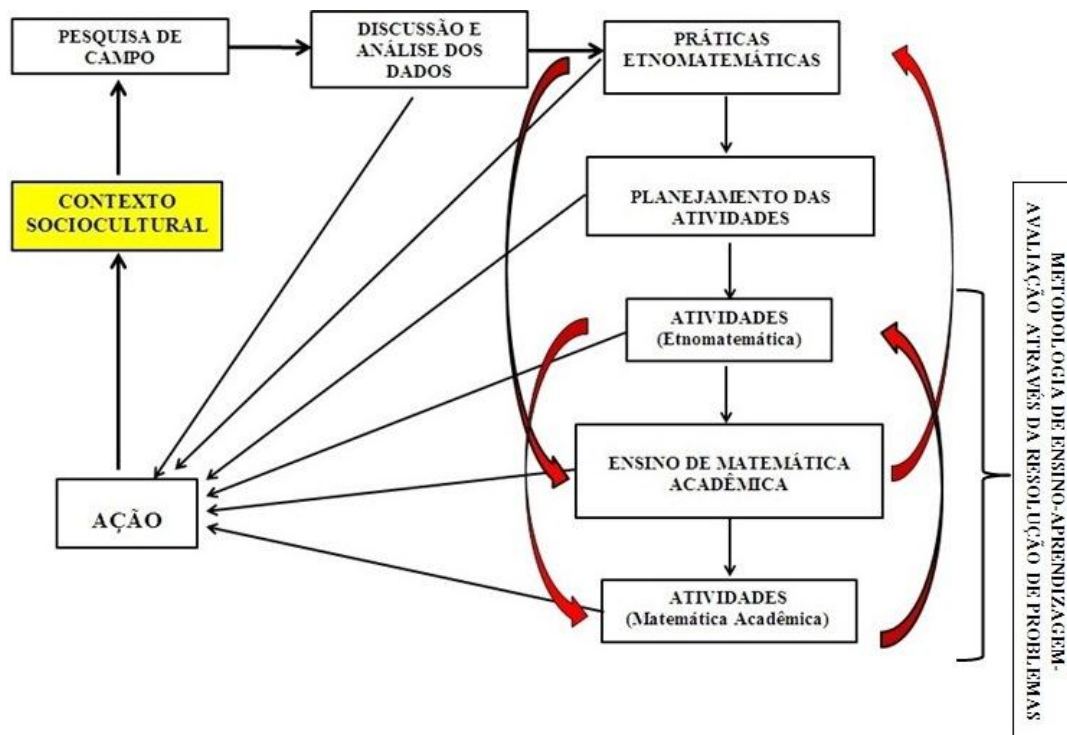 PESQUISA DE
CAMPO
DISCUSSÃO E
ANÁLISE DOS
DADOS
PRÁTICAS
ETNOMATEMÁTICAS
CONTEXTO
SOCIOCULTURAL
PLANEJAMENTO DAS
ATIVIDADES
ATIVIDADES
(Etnomatemática)
ENSINO DE MATEMÁTICA
ACADÊMICA
AÇÃO
ATIVIDADES
(Matemática Acadêmica)
METODOLOGIA DE ENSINO-APRENDIZAGEM-
AVALIAÇÃO ATRAVÉS DA RESOLUÇÃO DE PROBLEMAS